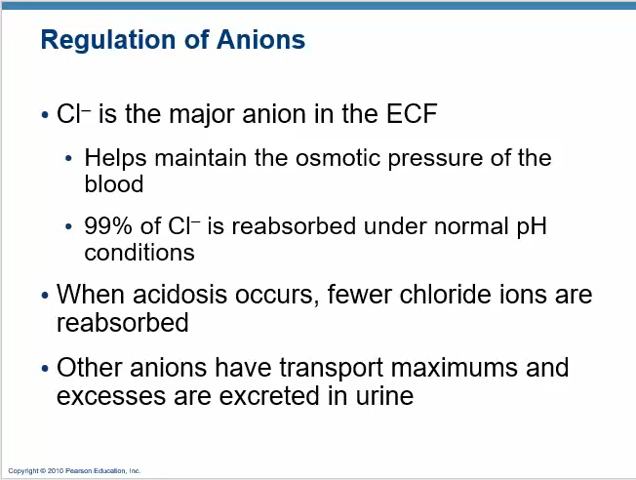 Regulation of Anions
• Cl– is the major anion in the ECF
• Helps maintain the osmotic pressure of the
blood
• 99% of Cl– is reabsorbed under normal pH
conditions
• When acidosis occurs, fewer chloride ions are
reabsorbed
• Other anions have transport maximums and
excesses are excreted in urine
Copyright © 2010 Pearson Education, Inc.